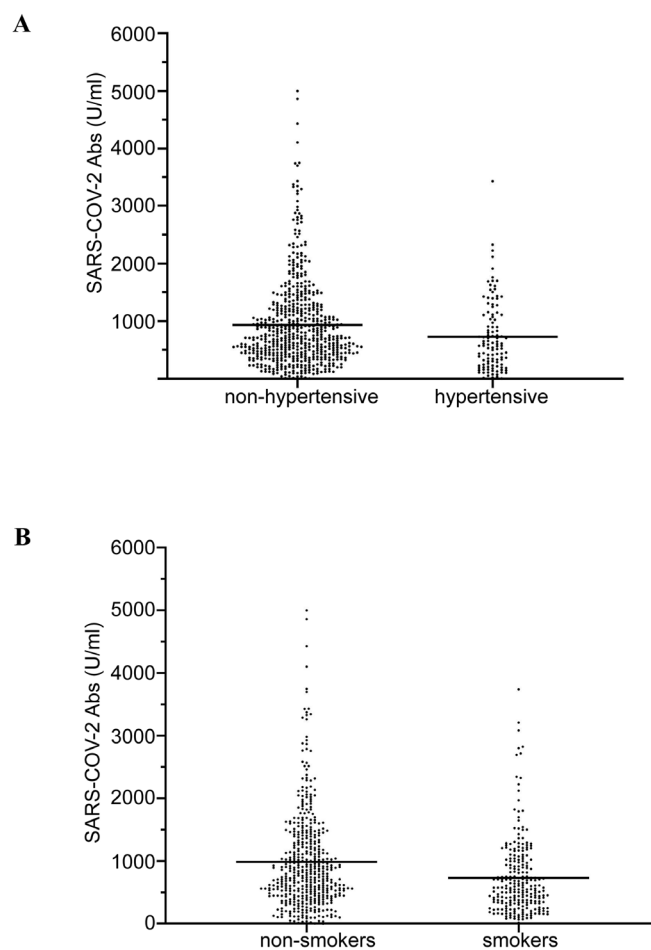 A
SARS-COV-2 Abs (U/ml)
6000
5000
4000
3000
2000
1000
non-hypertensive hypertensive
B
SARS-COV-2 Abs (U/ml)
6000
5000
4000
3000
2000
1000
0
non-smokers smokers